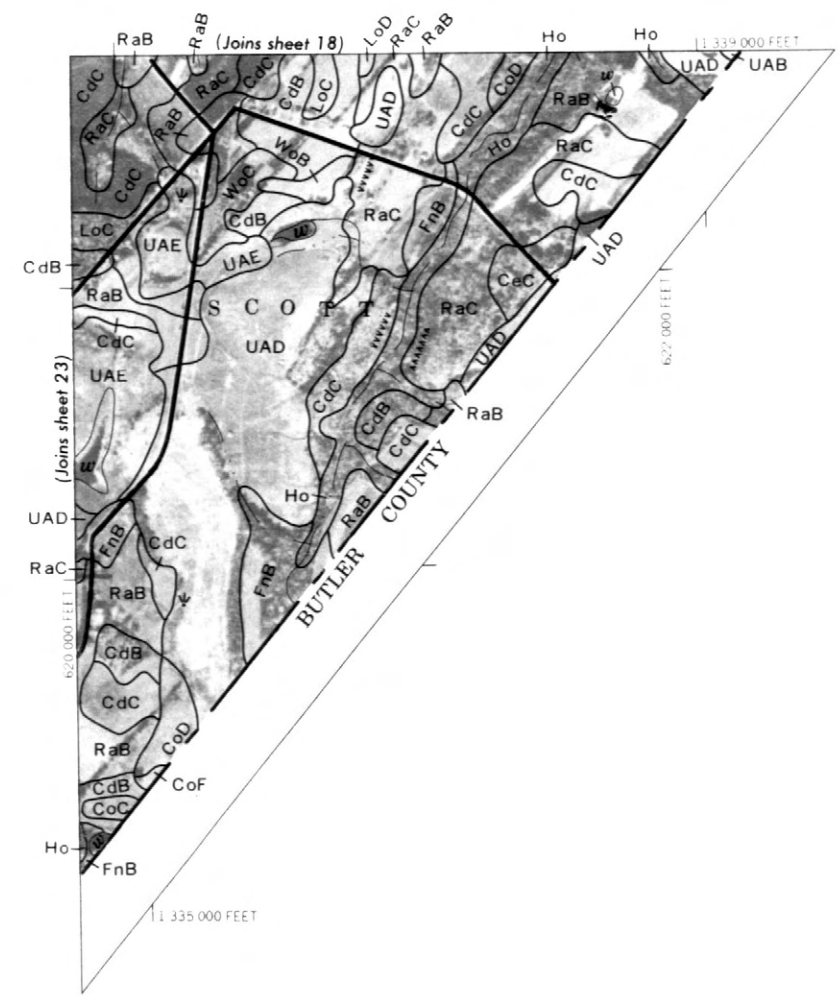 RaB
RaB
(Joins sheet 18)
LoD
RaC
RaB
Ho
Ho
1 339 000 FEET
UAD
UAB
CdC
RaC
CdC
CdB
LoC
UAD
CdC
CoD
RaB
w
RaC
RaB
Ho
RaC
CdC
CdC
WoB
WoC
CdB
w
RaC
FnB
LoC
UAE
UAE
UAD
CdB
RaB
CeC
SCOTT
RaC
622 000 FEET
CdC
UAD
UAD
UAE
(Joins sheet 23)
CdC
CdB
RaB
CdC
w
COUNTY
Ho
RaB
UAD
FnB
CdC
RaC
RaB
FnB
BUTLER
620 000 FEET
CdB
CdC
RaB
CoD
CdB
CoF
CoC
Ho
w
FnB
1 335 000 FEET